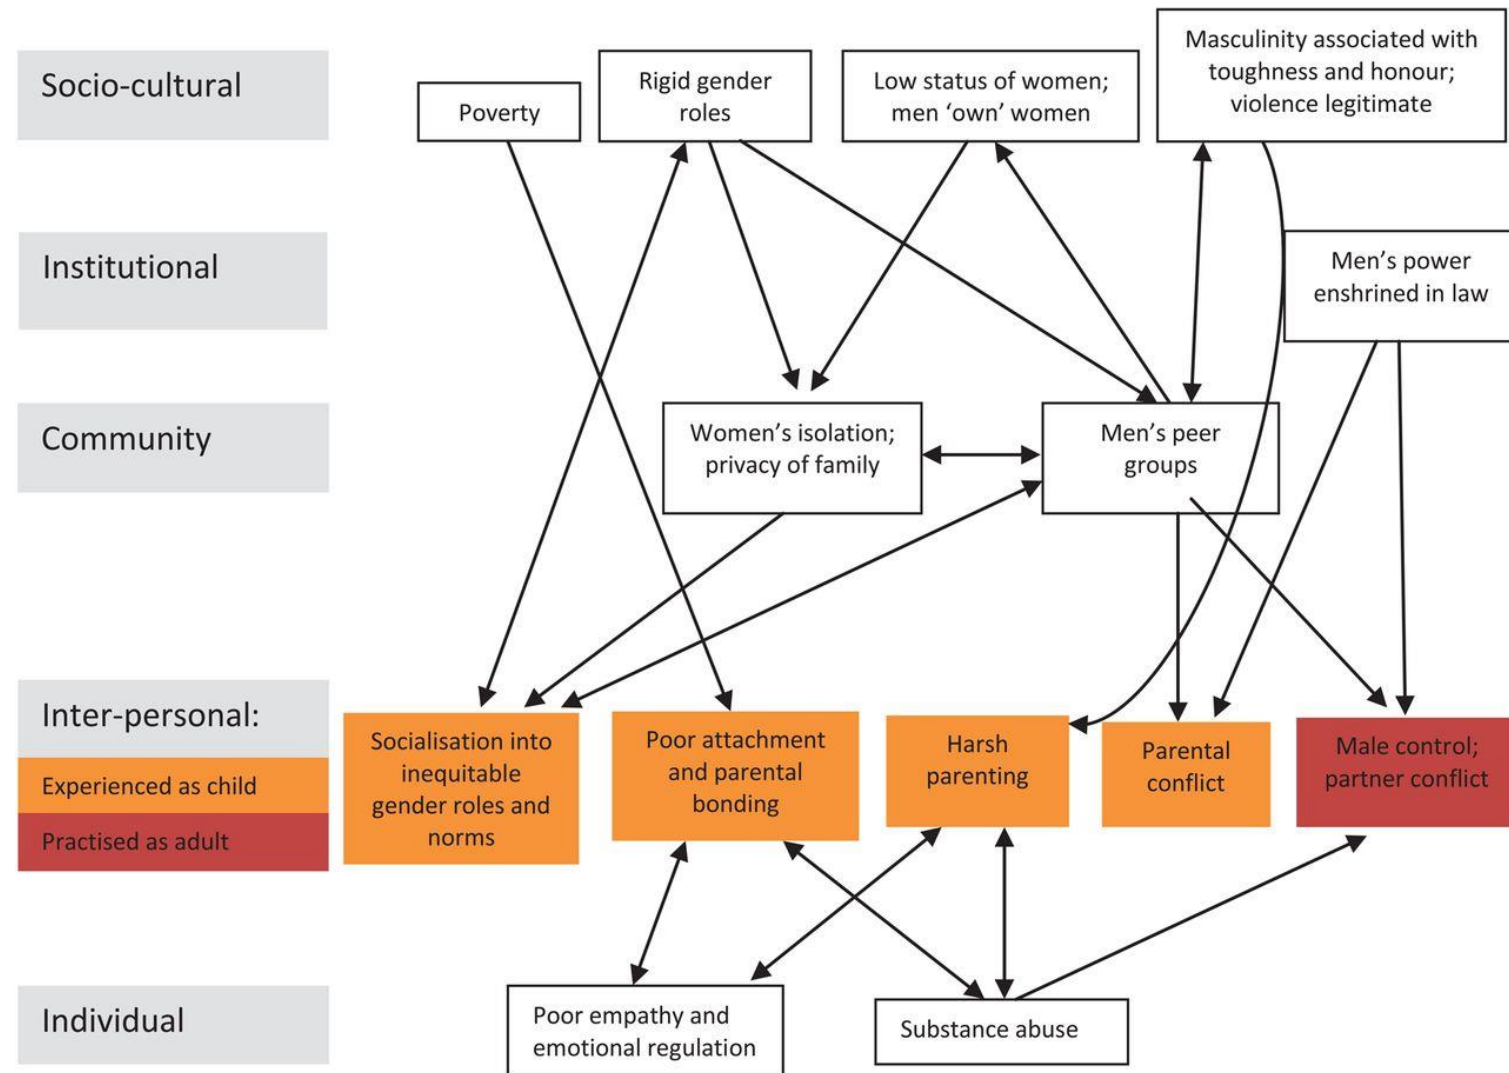 Socio-cultural
Poverty
Rigid gender
roles
Low status of women;
men ‘own’ women
Masculinity associated with
toughness and honour;
violence legitimate
Institutional
Men’s power
enshrined in law
Community
Women’s isolation;
privacy of family
Men’s peer
groups
Inter-personal:
Experienced as child
Practised as adult
Socialisation into
inequitable
gender roles and
norms
Poor attachment
and parental
bonding
Harsh
parenting
Parental
conflict
Male control;
partner conflict
Individual
Poor empathy and
emotional regulation
Substance abuse